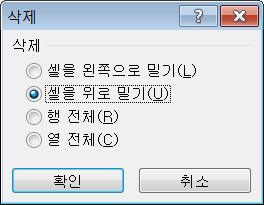 삭제
삭제
셀을 왼쪽으로 밀기(L)
셀을 위로 밀기(U)
행 전체(R)
열 전체(C)
확인
취소